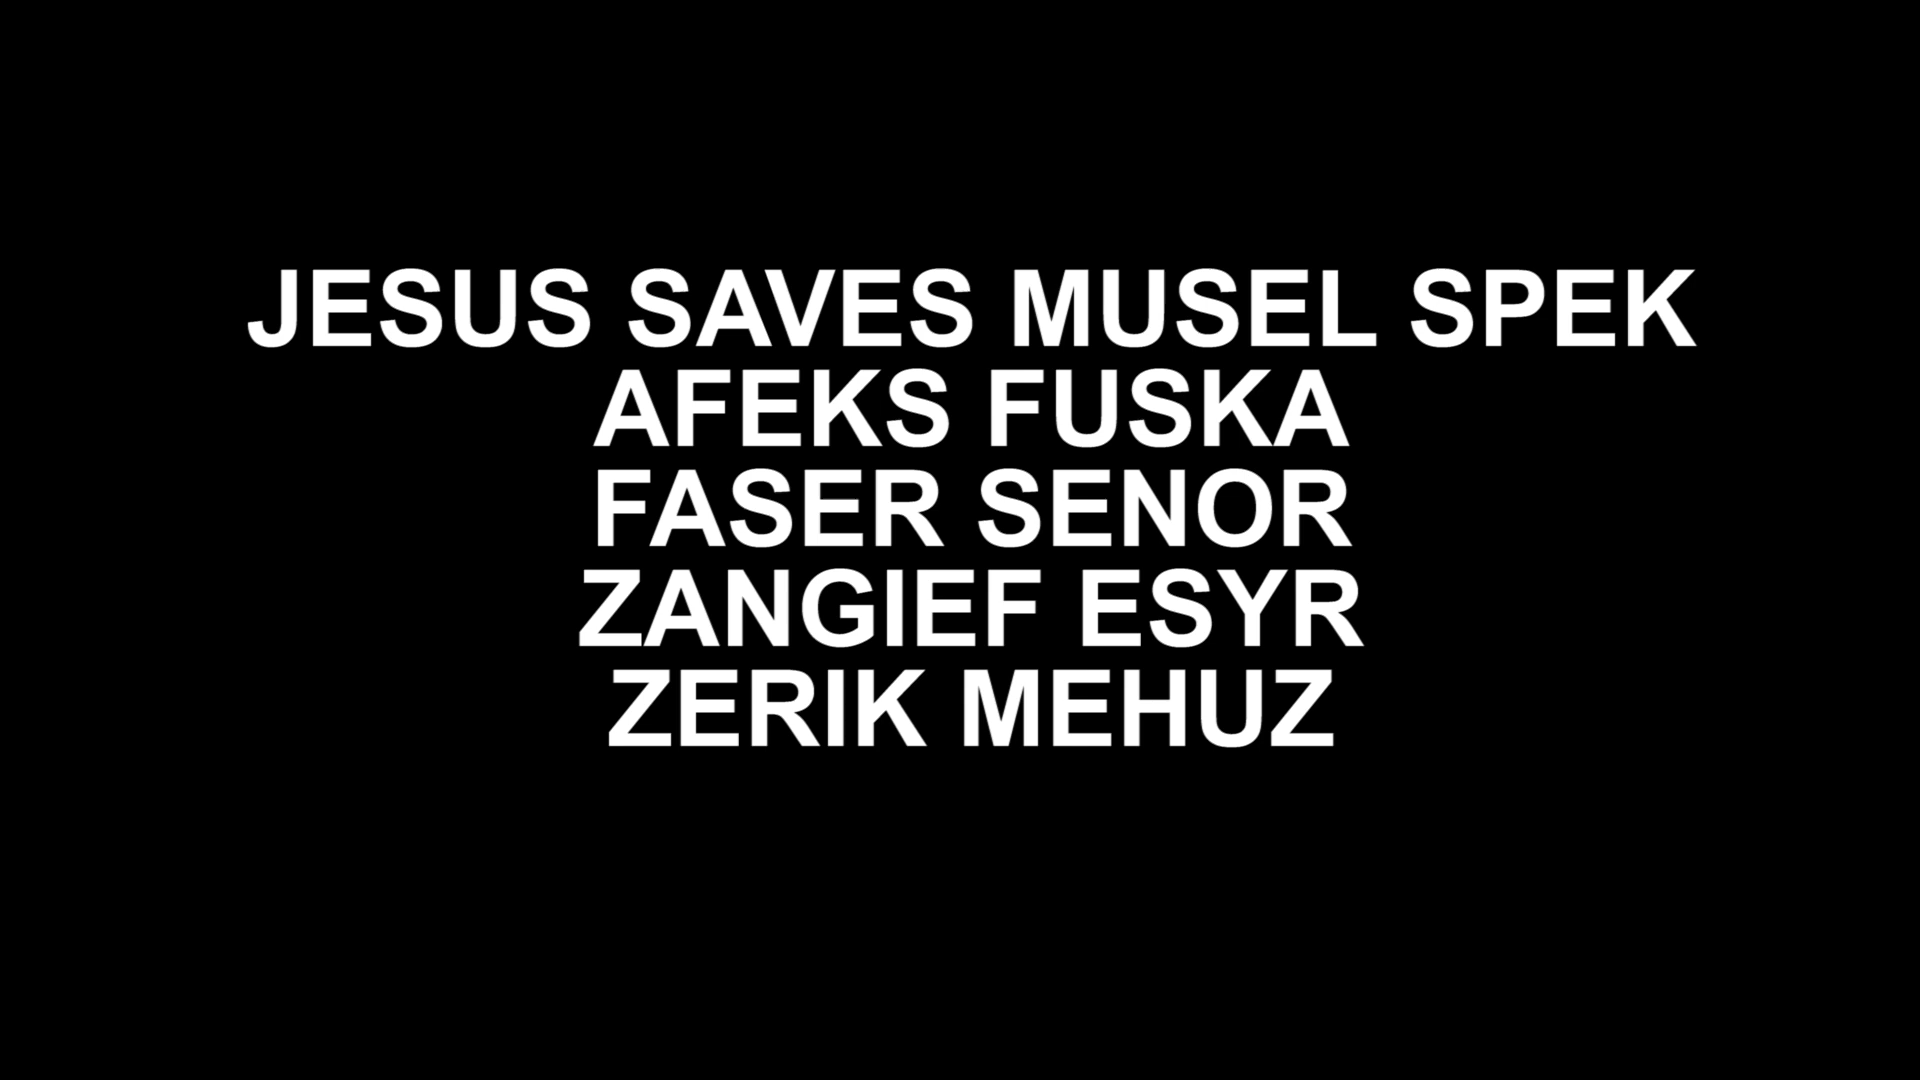 JESUS SAVES MUSEL SPEK
AFEKS FUSKA
FASER SENOR
ZANGIEF ESYR
ZERIK MEHUZ